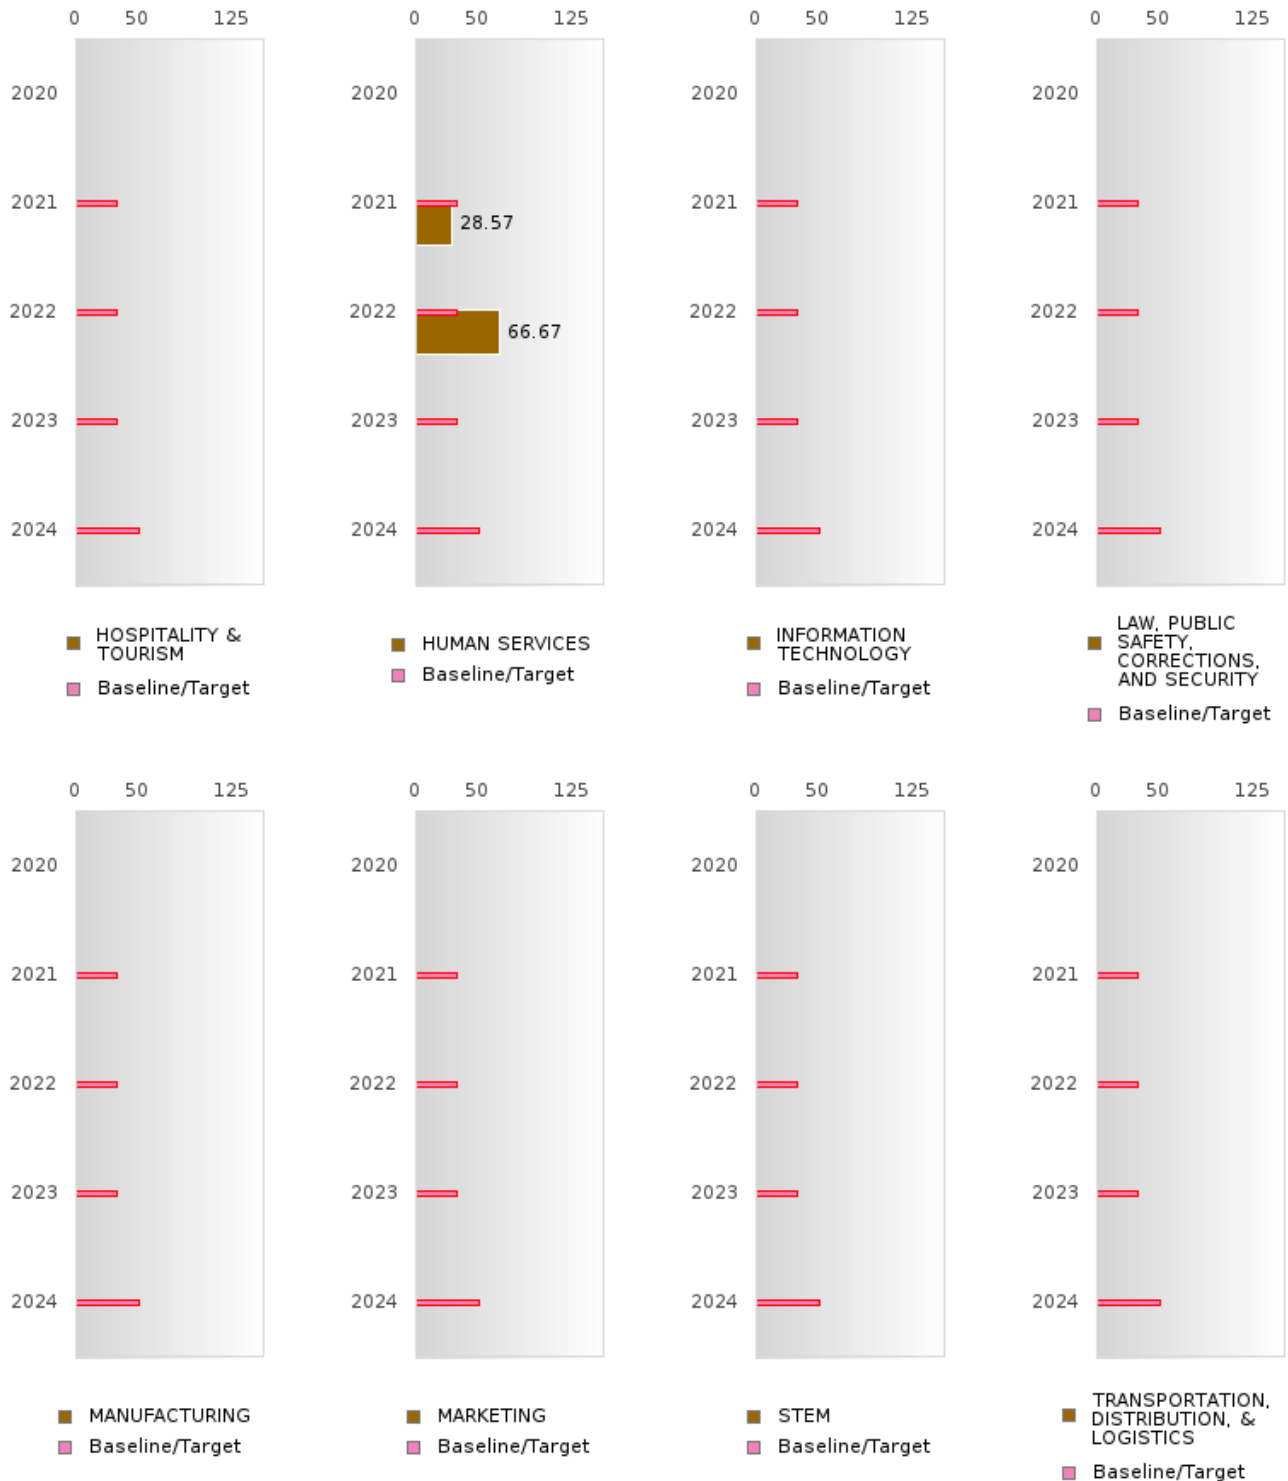 0 50 125
0 50 125
0 50 125
0 50 125
2020
2020
2020
2020
2021
2021
2021
2021
28.57
2022
2022
2022
2022
66.67
2023
2023
2023
2023
2024
2024
2024
2024
HOSPITALITY &
TOURISM
Baseline/Target
HUMAN SERVICES
Baseline/Target
INFORMATION
TECHNOLOGY
Baseline/Target
LAW, PUBLIC
SAFETY,
CORRECTIONS,
AND SECURITY
Baseline/Target
0 50 125
0 50 125
0 50 125
0 50 125
2020
2020
2020
2020
2021
2021
2021
2021
2022
2022
2022
2022
2023
2023
2023
2023
2024
2024
2024
2024
MANUFACTURING
Baseline/Target
MARKETING
Baseline/Target
STEM
Baseline/Target
TRANSPORTATION,
DISTRIBUTION, &
LOGISTICS
Baseline/Target